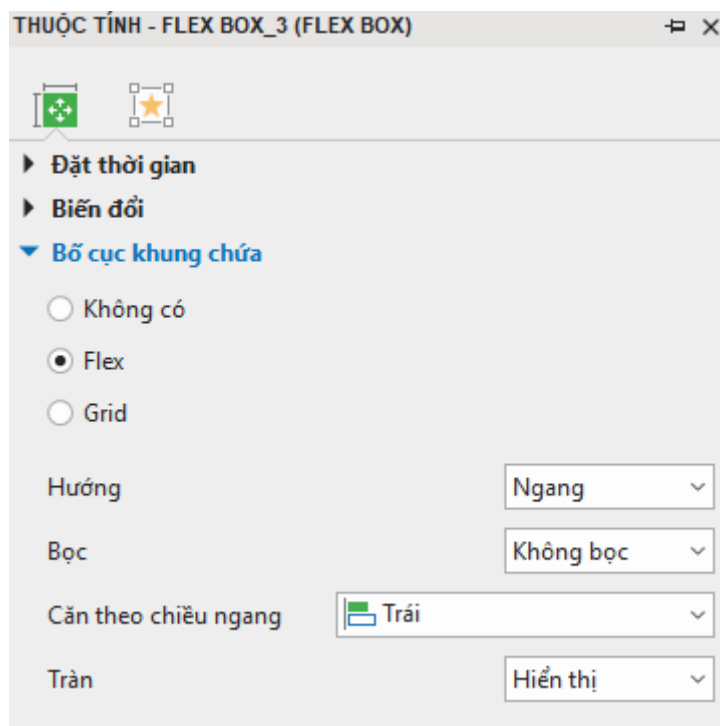 THUỘC TÍNH - FLEX BOX_3 (FLEX BOX)
Đặt thời gian
Biến đổi
Bố cục khung chứa
Không có
Flex
Grid
Hướng Ngang
Bọc Không bọc
Căn theo chiều ngang Trái
Tràn Hiển thị